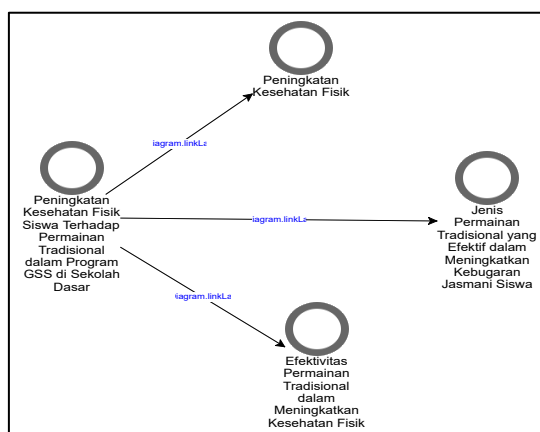 Peningkatan
Kesehatan Fisik
iagram.linkLa
Peningkatan
Kesehatan Fisik
Siswa Terhadap
Permainan
Tradisional
dalam Program
GSS di Sekolah
Dasar
iagram.linkLa
Jenis
Permainan
Tradisional yang
Efektif dalam
Meningkatkan
Kebugaran
Jasmani Siswa
iagram.linkLa
Efektivitas
Permainan
Tradisional
dalam
Meningkatkan
Kesehatan Fisik